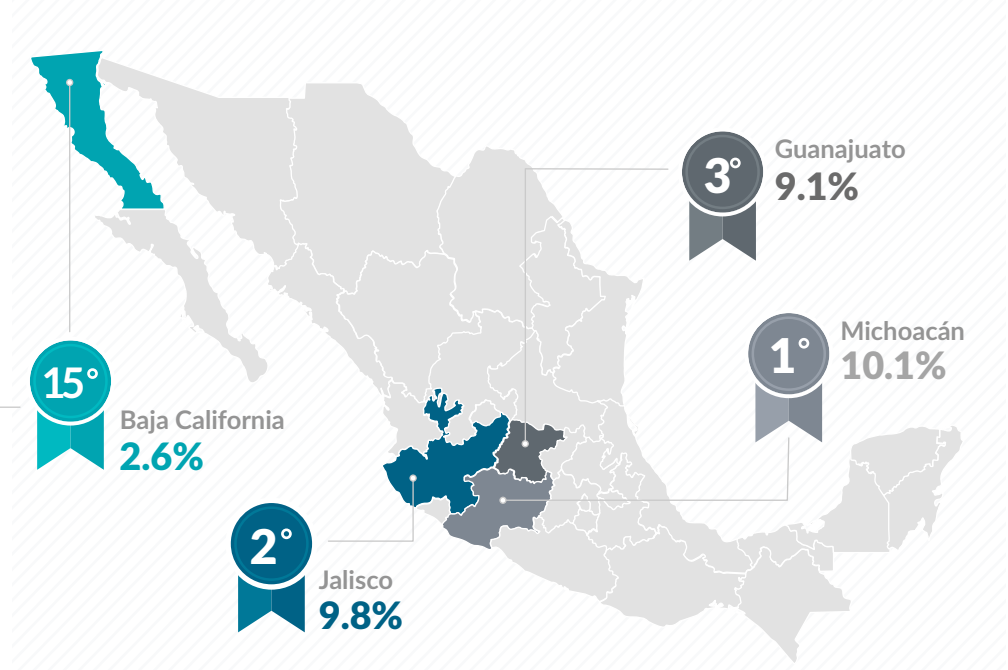 3°
Guanajuato
9.1%
1°
Michoacán
10.1%
15°
Baja California
2.6%
2°
Jalisco
9.8%